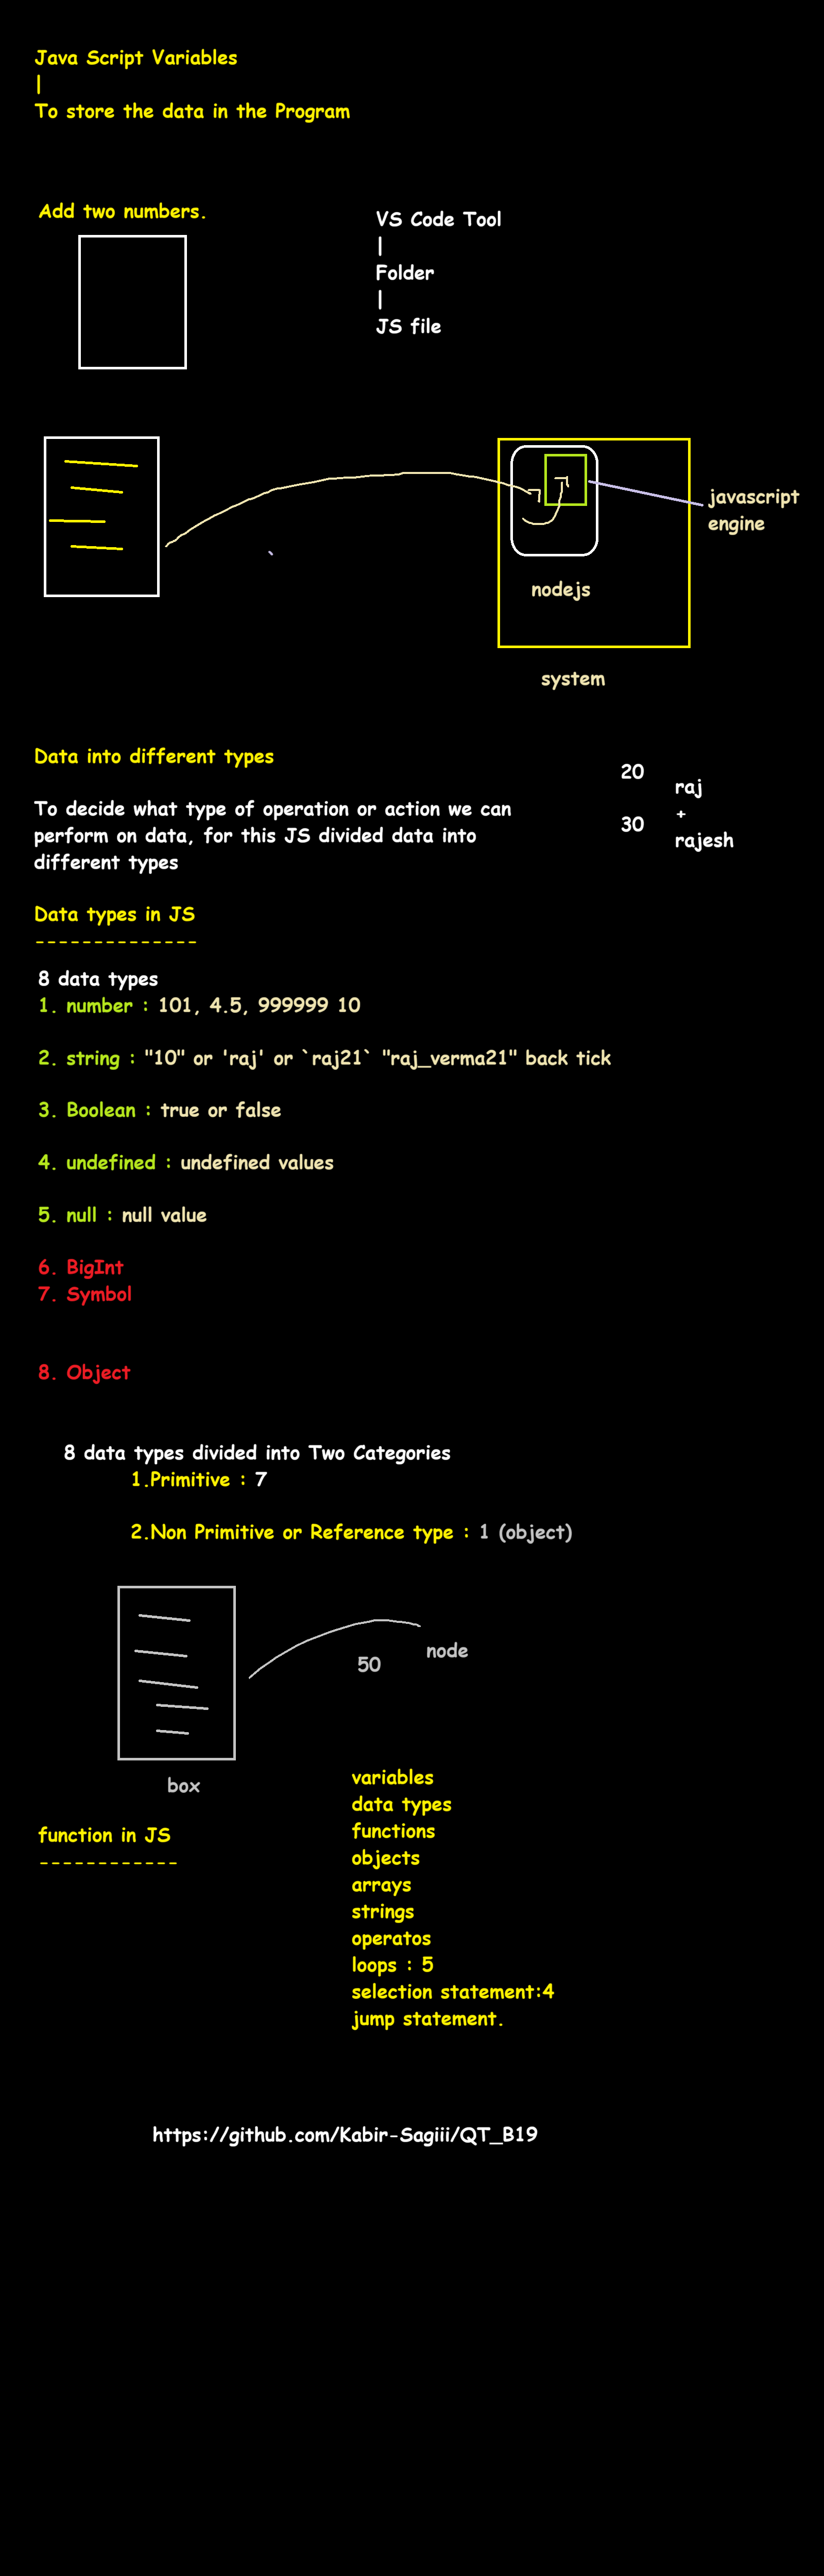 Java Script Variables
|
To store the data in the Program
Add two numbers.
VS Code Tool
|
Folder
|
JS file
javascript
engine
nodejs
system
Data into different types
To decide what type of operation or action we can
perform on data, for this JS divided data into
different types
20
raj
+
30
rajesh
Data types in JS
--------------
8 data types
1. number : 101, 4.5, 999999 10
2. string : "10" or 'raj' or `raj21` "raj_verma21" back tick
3. Boolean : true or false
4. undefined : undefined values
5. null : null value
6. BigInt
7. Symbol
8. Object
8 data types divided into Two Categories
1.Primitive : 7
2.Non Primitive or Reference type : 1 (object)
node
50
box
variables
data types
functions
objects
arrays
strings
operatos
loops : 5
selection statement:4
jump statement.
function in JS
------------
https://github.com/Kabir-Sagiii/QT_B19